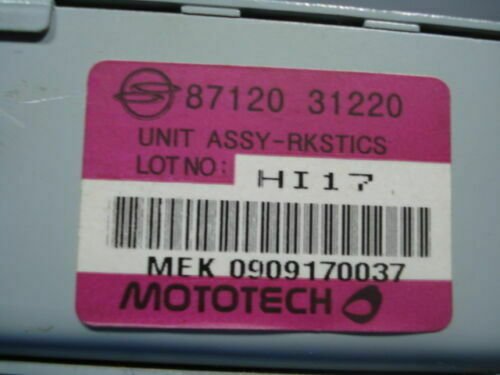 87120 31220
UNIT ASSY-RKSTICS
LOT NO: HI17
MEK 0909170037
MOTOTECH